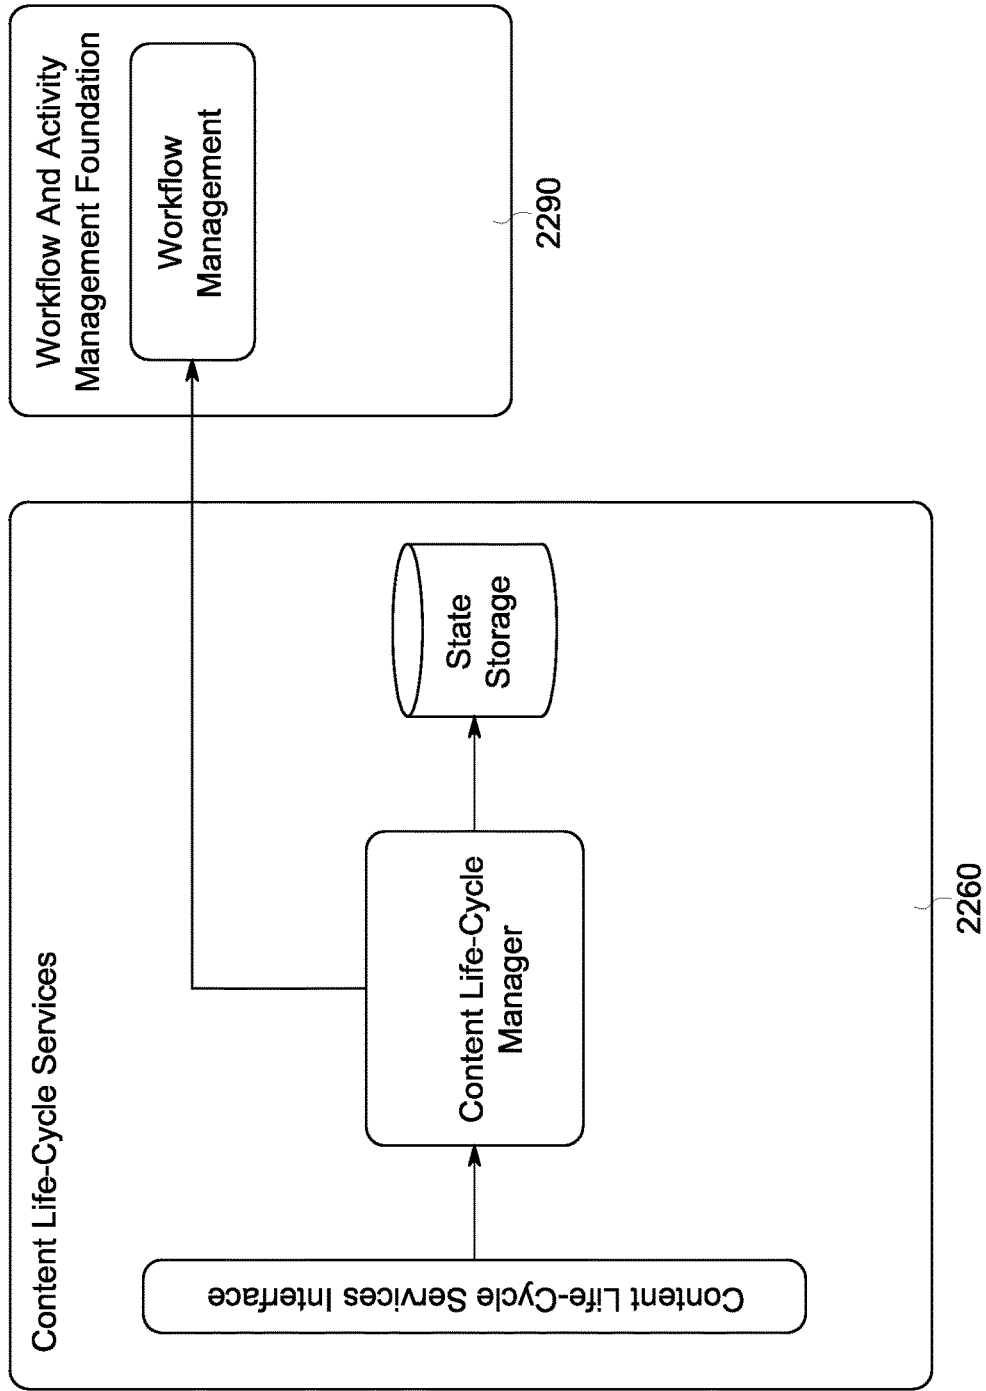 Content Life-Cycle Services
Content Life-Cycle Services Interface
Content Life-Cycle
Manager
State
Storage
2260
Workflow And Activity
Management Foundation
Workflow
Management
2290